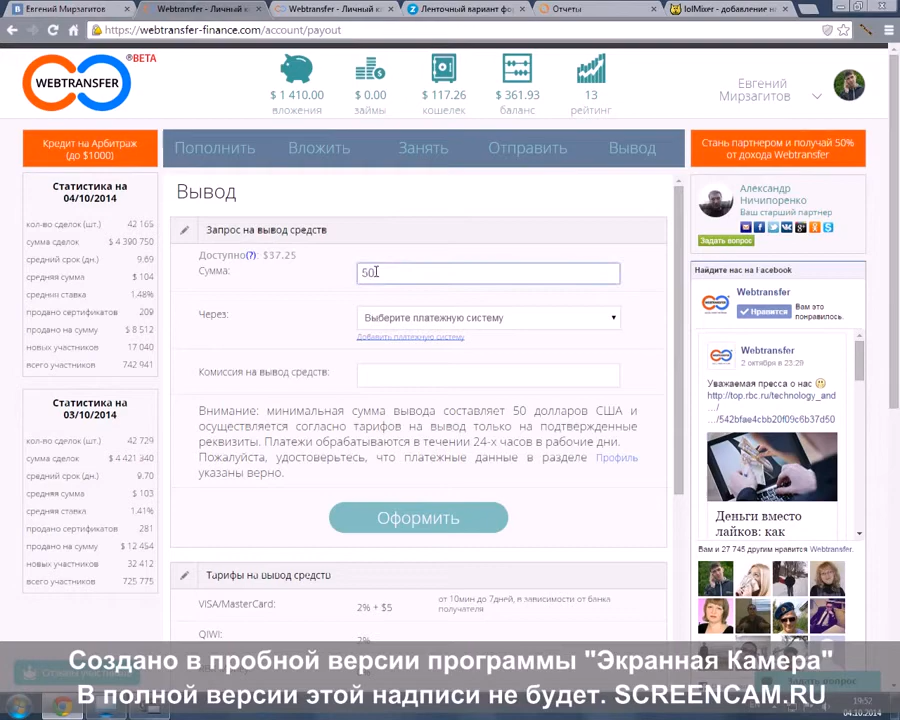 Евгений Мирзагитов
Webtransfer - Личный к
Webtransfer - Личный к
Ленточный вариант фор
Отчеты
lolMixer - добавление н
https://webtransfer-finance.com/account/payout
WEBTRANSFER
®BETA
$ 1 410.00
вложения
$ 0.00
займы
$ 117.26
кошелек
$ 361.93
баланс
13
рейтинг
Евгений
Мирзагитов
Кредит на Арбитраж
(до $1000)
Пополнить
Вложить
Занять
Отправить
Вывод
Стань партнером и получай 50%
от дохода Webtransfer
Статистика на
04/10/2014
кол-во сделок (шт.) 42 165
сумма сделок $ 4 390 750
средний срок (дн.) 9.69
средняя сумма $ 104
средняя ставка 1.48%
продано сертификатов 209
продано на сумму $ 8 512
новых участников 17 040
всего участников 742 941
Статистика на
03/10/2014
кол-во сделок (шт.) 42 729
сумма сделок $ 4 421 340
средний срок (дн.) 9.70
средняя сумма $ 103
средняя ставка 1.41%
продано сертификатов 281
продано на сумму $ 12 454
новых участников 32 412
всего участников 725 775
Вывод
Запрос на вывод средств
Доступно(?): $37.25
Сумма:
50
Через:
Выберите платежную систему
Добавить платежную систему
Комиссия на вывод средств:
Внимание: минимальная сумма вывода составляет 50 долларов США и
осуществляется согласно тарифов на вывод только на подтвержденные
реквизиты. Платежи обрабатываются в течении 24-х часов в рабочие дни.
Пожалуйста, удостоверьтесь, что платежные данные в разделе Профиль
указаны верно.
Оформить
Тарифы на вывод средств
VISA/MasterCard:
2% + $5
от 10мин до 7дней, в зависимости от банка
получателя
QIWI:
2%
Александр
Ничипоренко
Ваш старший партнер
Задать вопрос
Найдите нас на Facebook
Webtransfer
Нравится
Вам это
понравилось.
Webtransfer
2 октября в 23:29
Уважаемая пресса о нас
http://top.rbc.ru/technology_and
.../
/542bfae4cbb20f09c6b37d50
Деньги вместо
лайков: как
Вам и 27 745 другим нравится Webtransfer.
Создано в пробной версии программы "Экранная Камера"
В полной версии этой надписи не будет. SCREENCAM.RU
Задать вопрос
19:52
04.10.2014